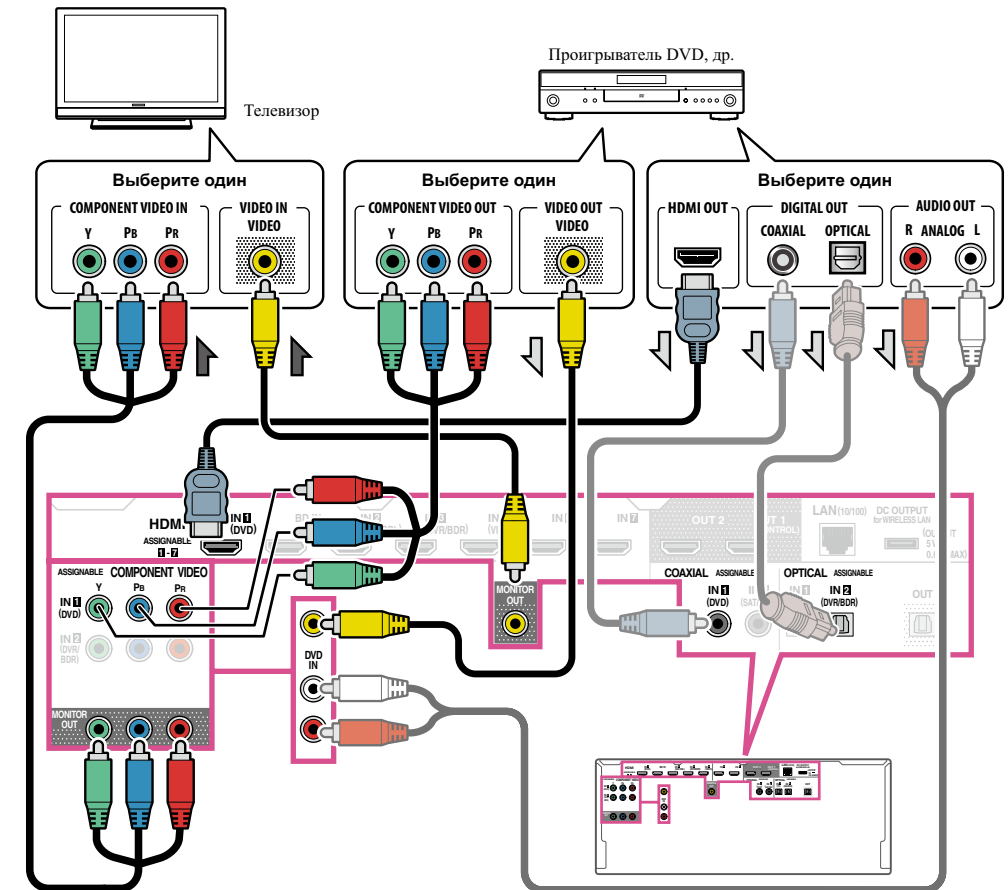 Проигрыватель DVD, др.
Телевизор
Выберите один
Выберите один
Выберите один
COMPONENT VIDEO IN
Y PB PR
VIDEO IN
VIDEO
COMPONENT VIDEO OUT
Y PB PR
VIDEO OUT
VIDEO
HDMI OUT
DIGITAL OUT
COAXIAL OPTICAL
AUDIO OUT
R ANALOG L
HDMI
ASSIGNABLE
1-7
IN 1
(DVD)
IN 7
OUT 2
LAN (10/100)
DC OUTPUT
for WIRELESS LAN
5 V
ASSIGNABLE COMPONENT VIDEO
Y PB PR
IN 1
(DVD)
IN 2
(DVR/
BDR)
MONITOR
OUT
DVD
IN
MONITOR
OUT
COAXIAL ASSIGNABLE
IN 1
(DVD)
OPTICAL ASSIGNABLE
IN 1
IN 2
(DVR/BDR)
OUT